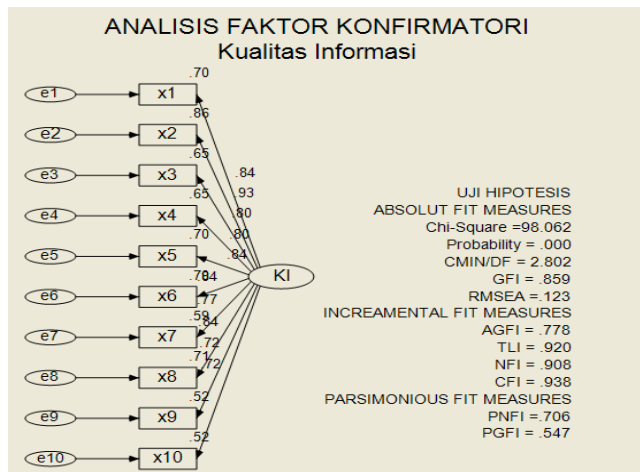 ANALISIS FAKTOR KONFIRMATORI
Kualitas Informasi
.70
e1 x1
.86
e2 x2
.65
e3 x3 .84
.65 .93
e4 x4 .80
.70 .80
e5 x5 .84
KI
.70 .84
e6 x6 .77
.59 .84
e7 x7
.72
.71 .72
e8 x8
.52
e9 x9
.52
e10 x10
UJI HIPOTESIS
ABSOLUT FIT MEASURES
Chi-Square =98.062
Probability = .000
CMIN/DF = 2.802
GFI = .859
RMSEA =.123
INCREAMENTAL FIT MEASURES
AGFI = .778
TLI = .920
NFI = .908
CFI = .938
PARSIMONIOUS FIT MEASURES
PNFI =.706
PGFI = .547